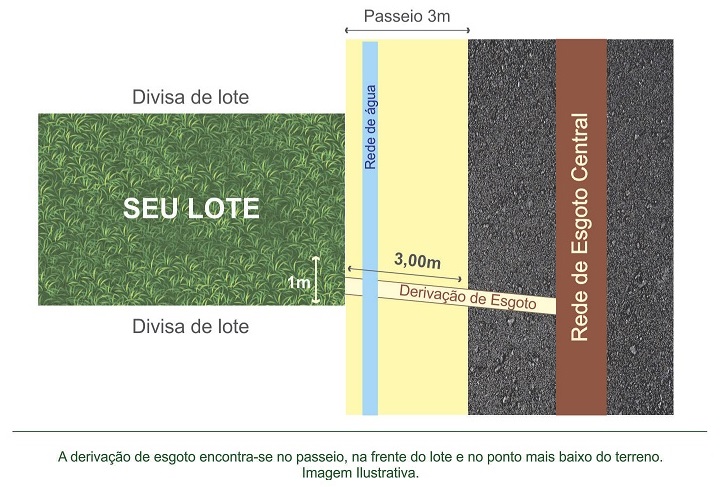 Passeio 3m
Divisa de lote
Rede de água
SEU LOTE
Rede de Esgoto Central
3,00m
1m
Derivação de Esgoto
Divisa de lote
A derivação de esgoto encontra-se no passeio, na frente do lote e no ponto mais baixo do terreno.
Imagem Ilustrativa.